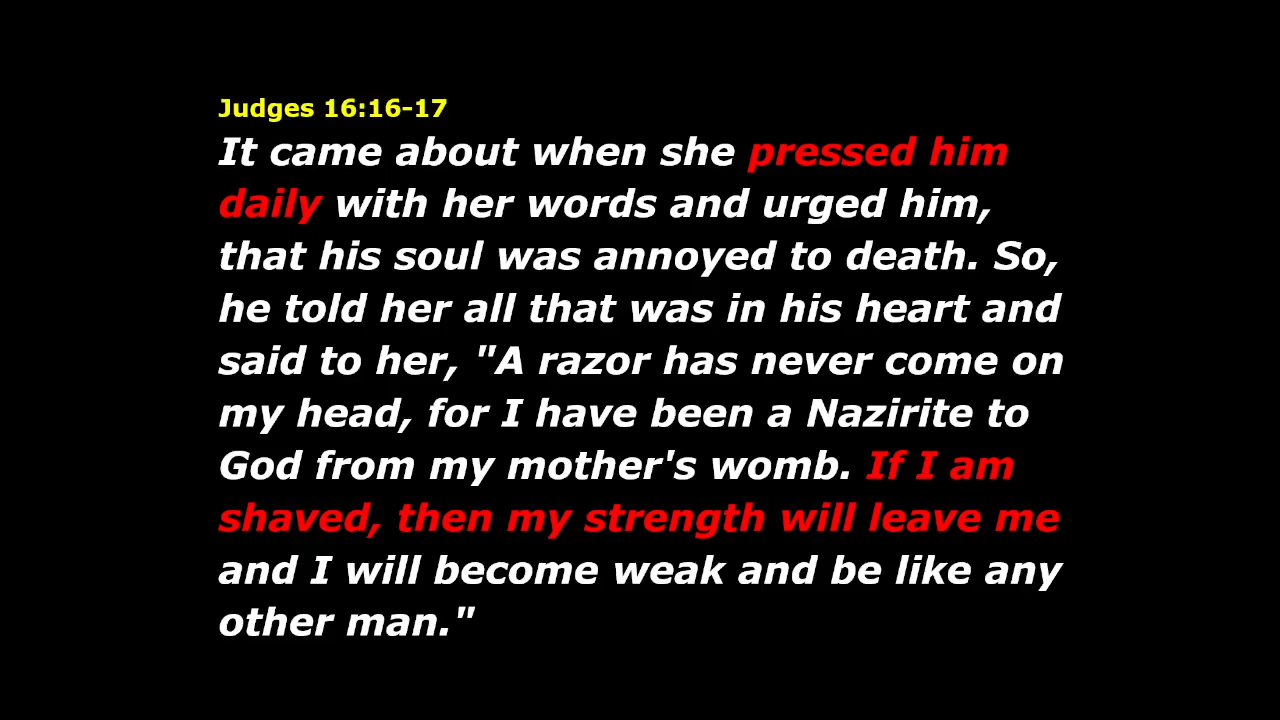 Judges 16:16-17
It came about when she pressed him
daily with her words and urged him,
that his soul was annoyed to death. So,
he told her all that was in his heart and
said to her, "A razor has never come on
my head, for I have been a Nazirite to
God from my mother's womb. If I am
shaved, then my strength will leave me
and I will become weak and be like any
other man."